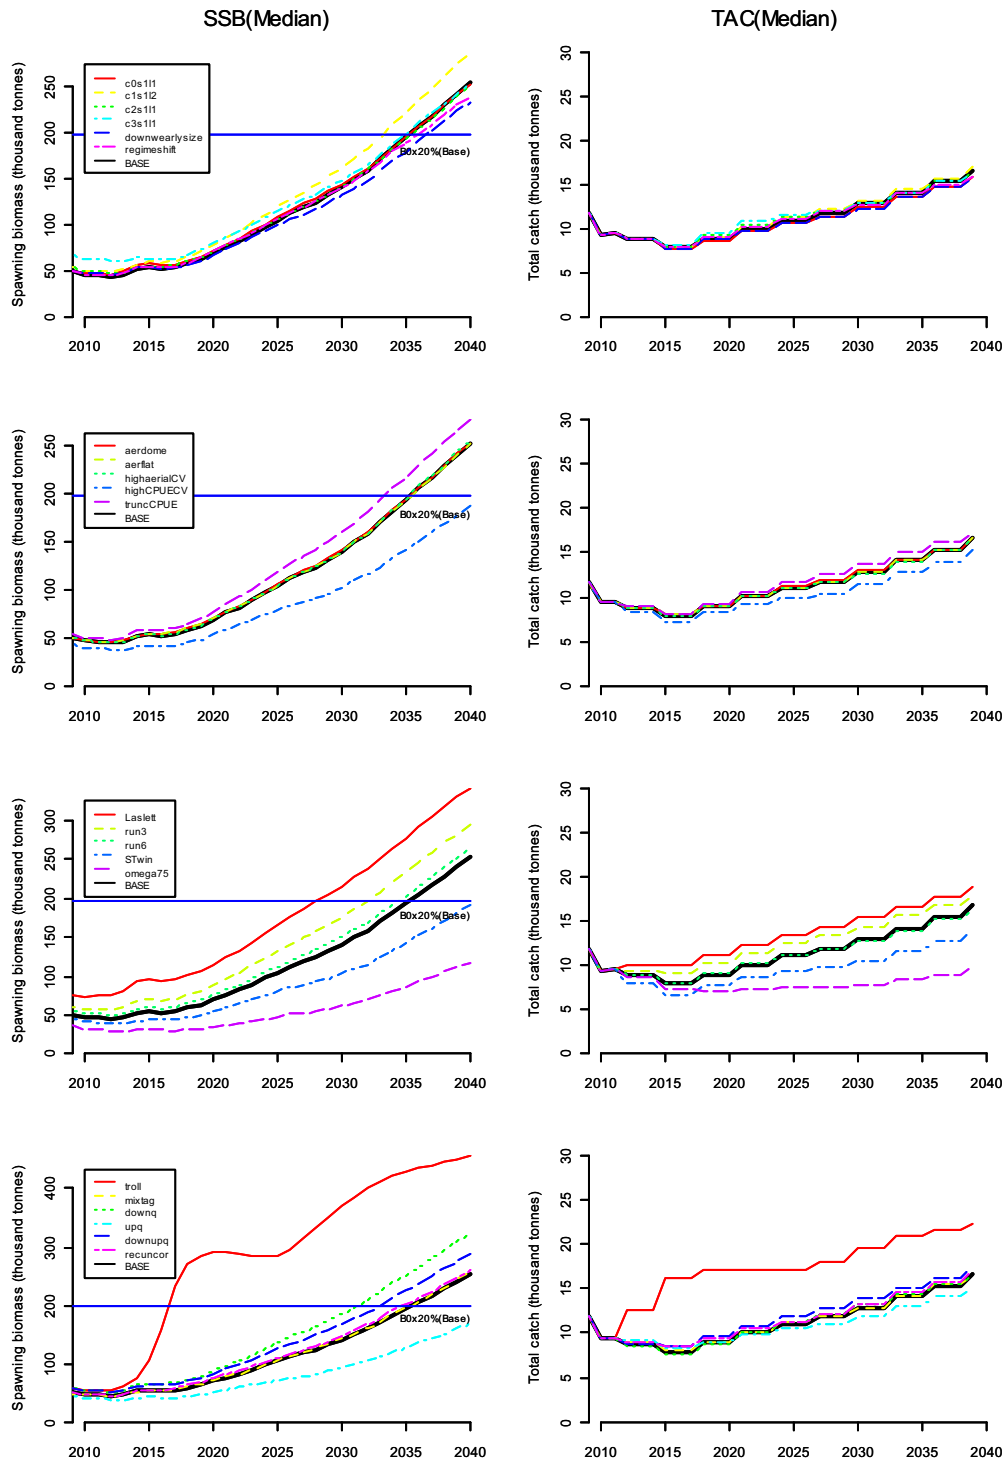 SSB(Median)
TAC(Median)
Spawning biomass (thousand tonnes)
0 50 100 150 200 250
c0s1l1
c1s1l2
c2s1l1
c3s1l1
downwearlysize
regimeshift
BASE
B0x20%(Base)
2010 2015 2020 2025 2030 2035 2040
Total catch (thousand tonnes)
0 5 10 15 20 25 30
2010 2015 2020 2025 2030 2035 2040
Spawning biomass (thousand tonnes)
0 50 100 150 200 250
aerdome
aerflat
highaerialCV
highCPUECV
truncCPUE
BASE
B0x20%(Base)
2010 2015 2020 2025 2030 2035 2040
Total catch (thousand tonnes)
0 5 10 15 20 25 30
2010 2015 2020 2025 2030 2035 2040
Spawning biomass (thousand tonnes)
0 50 100 150 200 300
Laslett
run3
run6
STwin
omega75
BASE
B0x20%(Base)
2010 2015 2020 2025 2030 2035 2040
Total catch (thousand tonnes)
0 5 10 15 20 25 30
2010 2015 2020 2025 2030 2035 2040
Spawning biomass (thousand tonnes)
0 100 200 300 400
troll
mixtag
downq
upq
downupq
recuncor
BASE
B0x20%(Base)
2010 2015 2020 2025 2030 2035 2040
Total catch (thousand tonnes)
0 5 10 15 20 25 30
2010 2015 2020 2025 2030 2035 2040